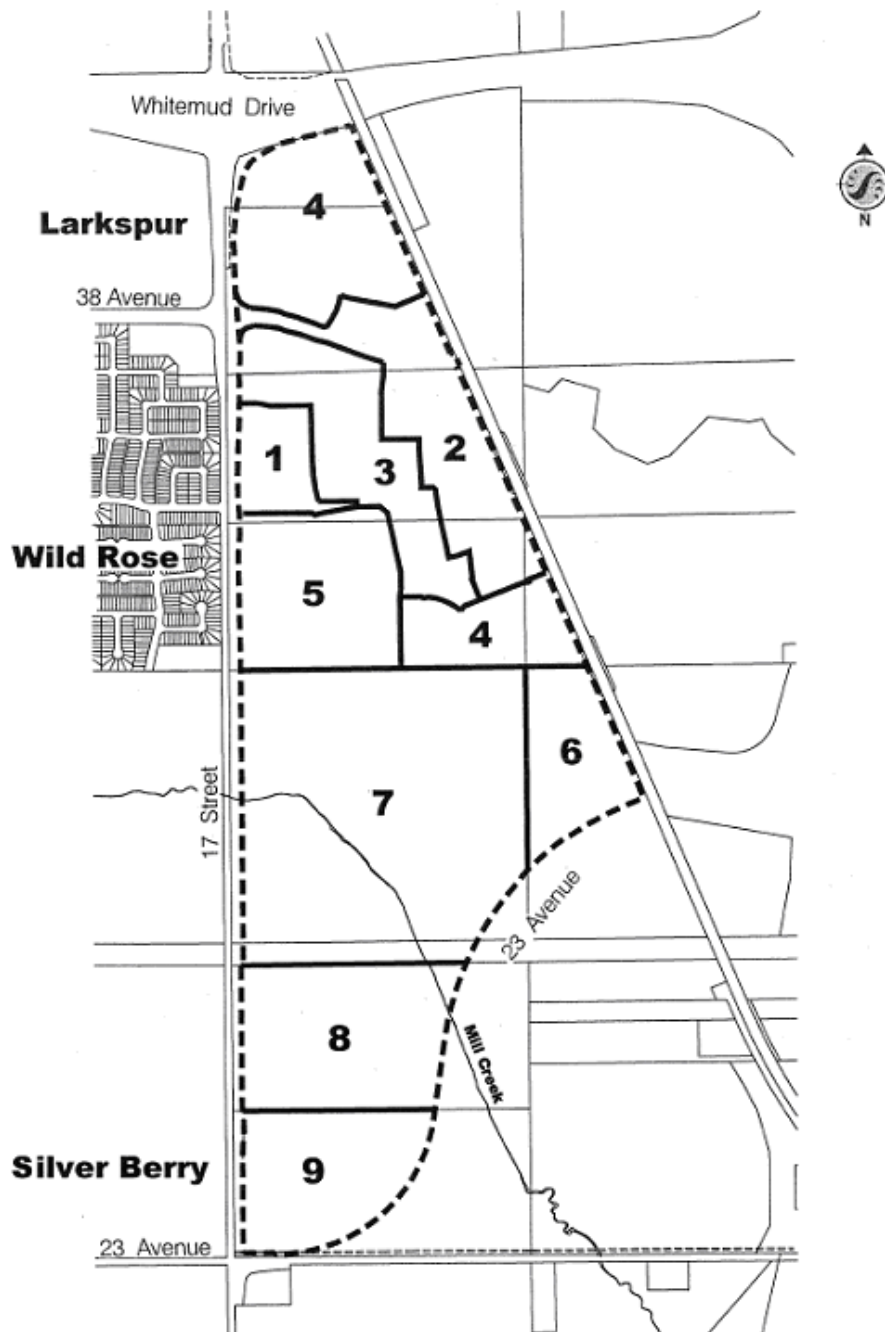 Whitemud Drive
4
Larkspur
N
38 Avenue
1
3
2
Wild Rose
5
4
6
17 Street
7
23 Avenue
8
Mill Creek
Silver Berry
9
23 Avenue